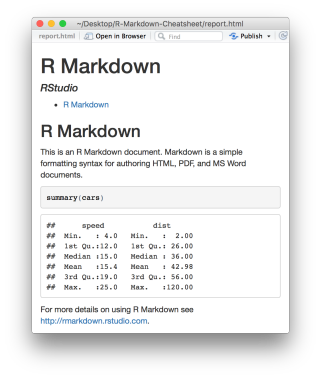 ~/Desktop/R-Markdown-Cheatsheet/report.html
report.html Open in Browser Find Publish
R Markdown
RStudio
• R Markdown
R Markdown
This is an R Markdown document. Markdown is a simple
formatting syntax for authoring HTML, PDF, and MS Word
documents.
summary(cars)
##      speed           dist
##  Min.   : 4.0   Min.   :  2.00
##  1st Qu.:12.0   1st Qu.: 26.00
##  Median :15.0   Median : 36.00
##  Mean   :15.4   Mean   : 42.98
##  3rd Qu.:19.0   3rd Qu.: 56.00
##  Max.   :25.0   Max.   :120.00
For more details on using R Markdown see
http://rmarkdown.rstudio.com.